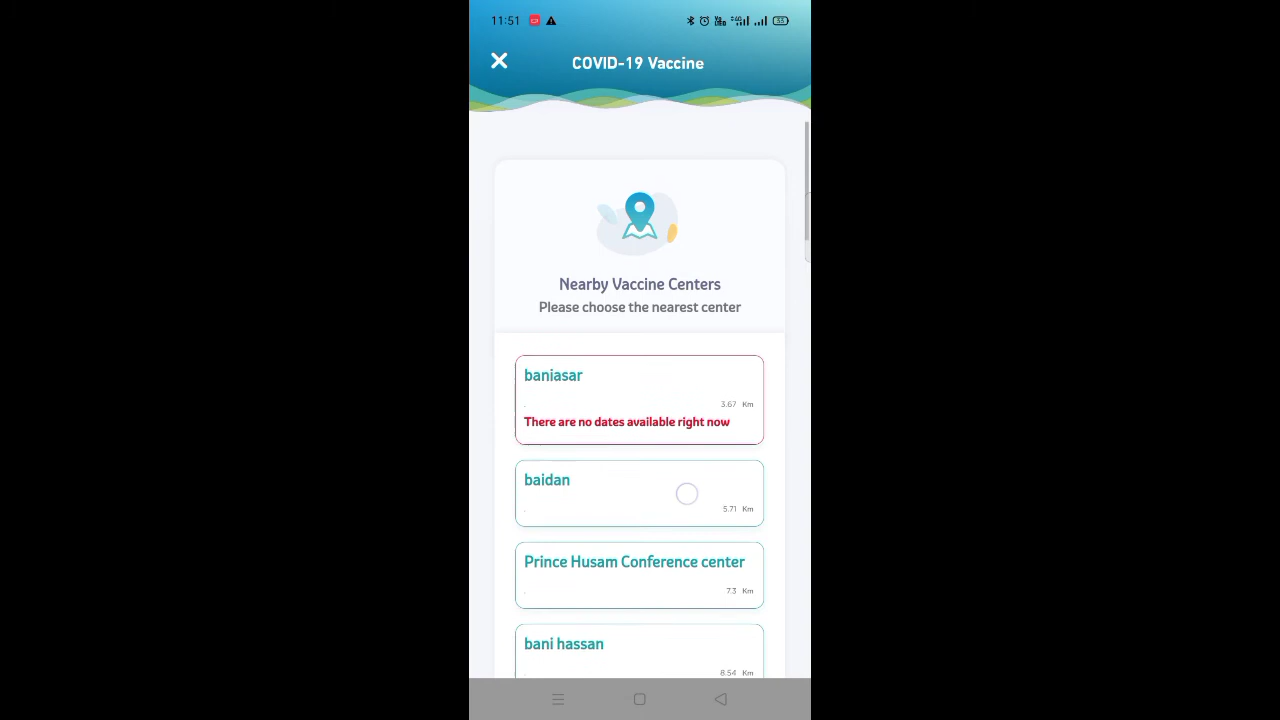 11:51
55
COVID-19 Vaccine
Nearby Vaccine Centers
Please choose the nearest center
baniasar
3.67 Km
There are no dates available right now
baidan
5.71 Km
Prince Husam Conference center
7.3 Km
bani hassan
8.54 Km